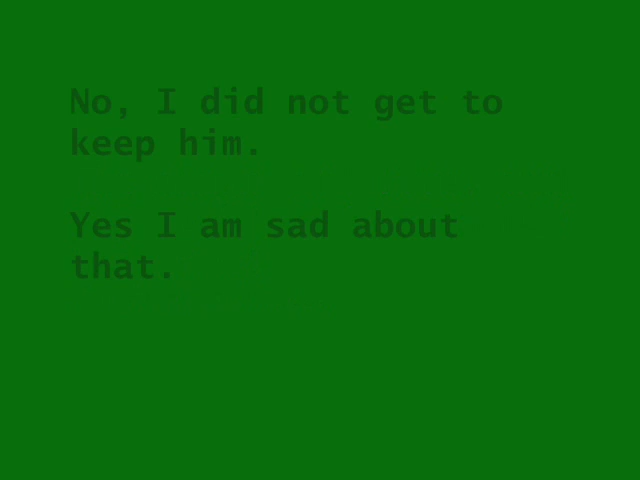 No, I did not get to
keep him.
Yes I am sad about
that.